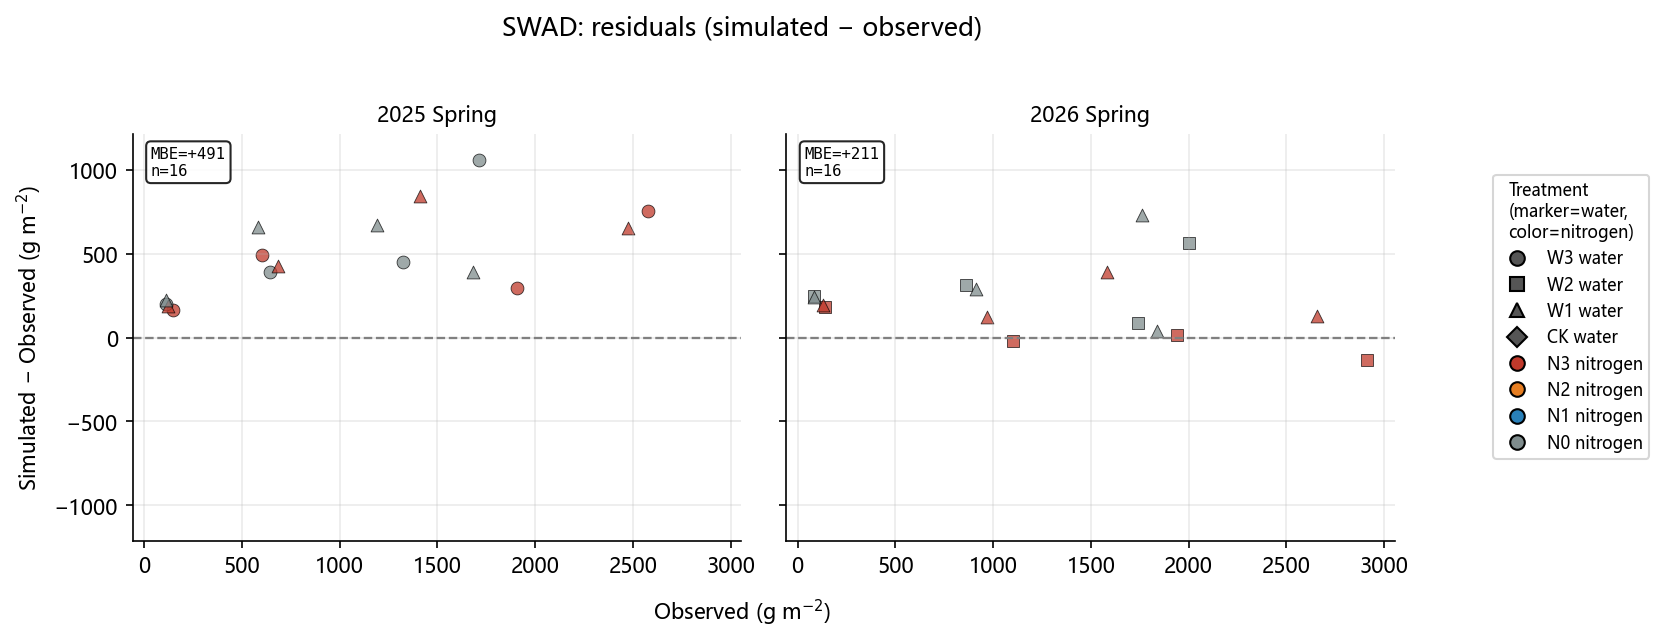 SWAD: residuals (simulated − observed)
2025 Spring
MBE=+491
n=16
1000
500
0
−500
−1000
Simulated − Observed (g m⁻²)
0 500 1000 1500 2000 2500 3000
2026 Spring
MBE=+211
n=16
0 500 1000 1500 2000 2500 3000
Observed (g m⁻²)
Treatment
(marker=water,
color=nitrogen)
W3 water
W2 water
W1 water
CK water
N3 nitrogen
N2 nitrogen
N1 nitrogen
N0 nitrogen